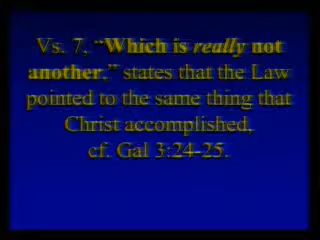 Vs. 7, “Which is really not
another,” states that the Law
pointed to the same thing that
Christ accomplished,
cf. Gal 3:24-25.